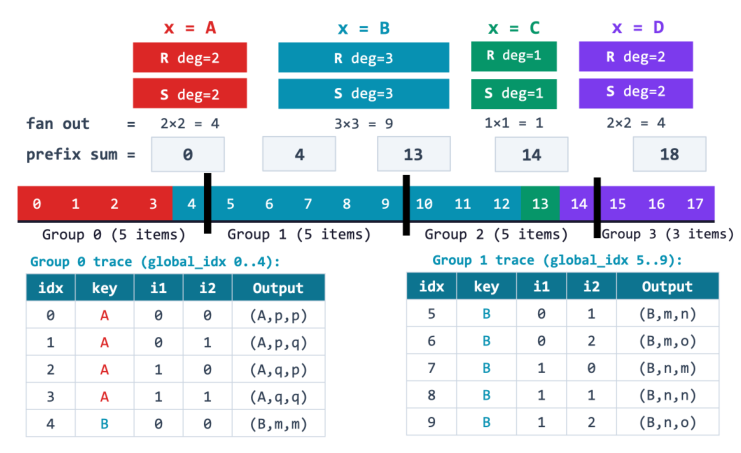 x = A x = B x = C x = D
R deg=2 R deg=3 R deg=1 R deg=2
S deg=2 S deg=3 S deg=1 S deg=2
fan out = 2×2 = 4 3×3 = 9 1×1 = 1 2×2 = 4
prefix sum = 0 4 13 14 18
0 1 2 3 4 5 6 7 8 9 10 11 12 13 14 15 16 17
Group 0 (5 items) Group 1 (5 items) Group 2 (5 items) Group 3 (3 items)
Group 0 trace (global_idx 0..4):
idx key i1 i2 Output
0 A 0 0 (A,p,p)
1 A 0 1 (A,p,q)
2 A 1 0 (A,q,p)
3 A 1 1 (A,q,q)
4 B 0 0 (B,m,m)
Group 1 trace (global_idx 5..9):
idx key i1 i2 Output
5 B 0 1 (B,m,n)
6 B 0 2 (B,m,o)
7 B 1 0 (B,n,m)
8 B 1 1 (B,n,n)
9 B 1 2 (B,n,o)